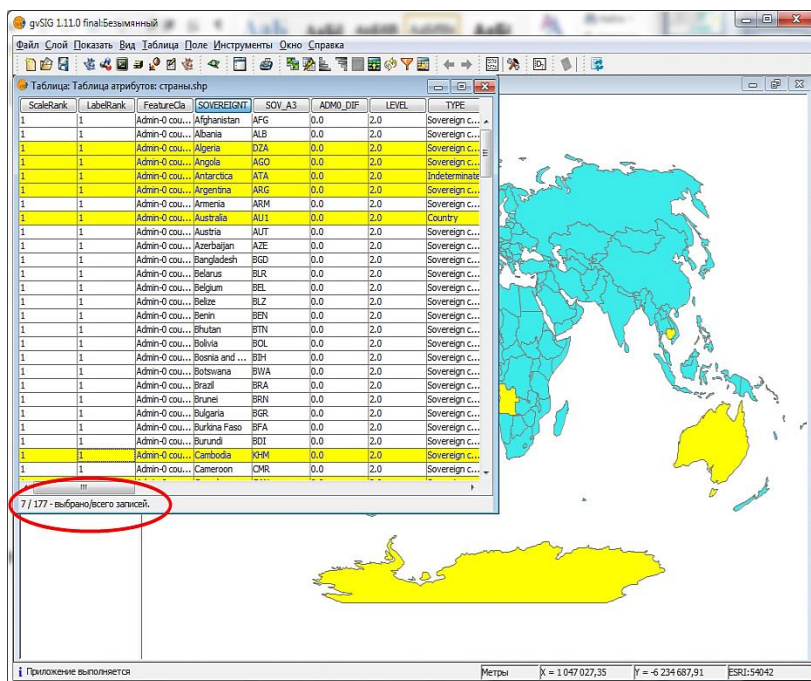 gvSIG 1.11.0 final:Безымянный
Файл Слой Показать Вид Таблица Поле Инструменты Окно Справка
Таблица: Таблица атрибутов: страны.shp
ScaleRank LabelRank FeatureCla SOVEREIGNT SOV_A3 ADM0_DIF LEVEL TYPE
1 1 Admin-0 cou... Afghanistan AFG 0.0 2.0 Sovereign c...
1 1 Admin-0 cou... Albania ALB 0.0 2.0 Sovereign c...
1 1 Admin-0 cou... Algeria DZA 0.0 2.0 Sovereign c...
1 1 Admin-0 cou... Angola AGO 0.0 2.0 Sovereign c...
1 1 Admin-0 cou... Antarctica ATA 0.0 2.0 Indeterminate
1 1 Admin-0 cou... Argentina ARG 0.0 2.0 Sovereign c...
1 1 Admin-0 cou... Armenia ARM 0.0 2.0 Sovereign c...
1 1 Admin-0 cou... Australia AU1 0.0 2.0 Country
1 1 Admin-0 cou... Austria AUT 0.0 2.0 Sovereign c...
1 1 Admin-0 cou... Azerbaijan AZE 0.0 2.0 Sovereign c...
1 1 Admin-0 cou... Bangladesh BGD 0.0 2.0 Sovereign c...
1 1 Admin-0 cou... Belarus BLR 0.0 2.0 Sovereign c...
1 1 Admin-0 cou... Belgium BEL 0.0 2.0 Sovereign c...
1 1 Admin-0 cou... Belize BLZ 0.0 2.0 Sovereign c...
1 1 Admin-0 cou... Benin BEN 0.0 2.0 Sovereign c...
1 1 Admin-0 cou... Bhutan BTN 0.0 2.0 Sovereign c...
1 1 Admin-0 cou... Bolivia BOL 0.0 2.0 Sovereign c...
1 1 Admin-0 cou... Bosnia and ... BIH 0.0 2.0 Sovereign c...
1 1 Admin-0 cou... Botswana BWA 0.0 2.0 Sovereign c...
1 1 Admin-0 cou... Brazil BRA 0.0 2.0 Sovereign c...
1 1 Admin-0 cou... Brunei BRN 0.0 2.0 Sovereign c...
1 1 Admin-0 cou... Bulgaria BGR 0.0 2.0 Sovereign c...
1 1 Admin-0 cou... Burkina Faso BFA 0.0 2.0 Sovereign c...
1 1 Admin-0 cou... Burundi BDI 0.0 2.0 Sovereign c...
1 1 Admin-0 cou... Cambodia KHM 0.0 2.0 Sovereign c...
1 1 Admin-0 cou... Cameroon CMR 0.0 2.0 Sovereign c...
7 / 177 - выбрано/всего записей.
Приложение выполняется Метры X = 1 047 027,35 Y = -6 234 687,91 ESRI:54042